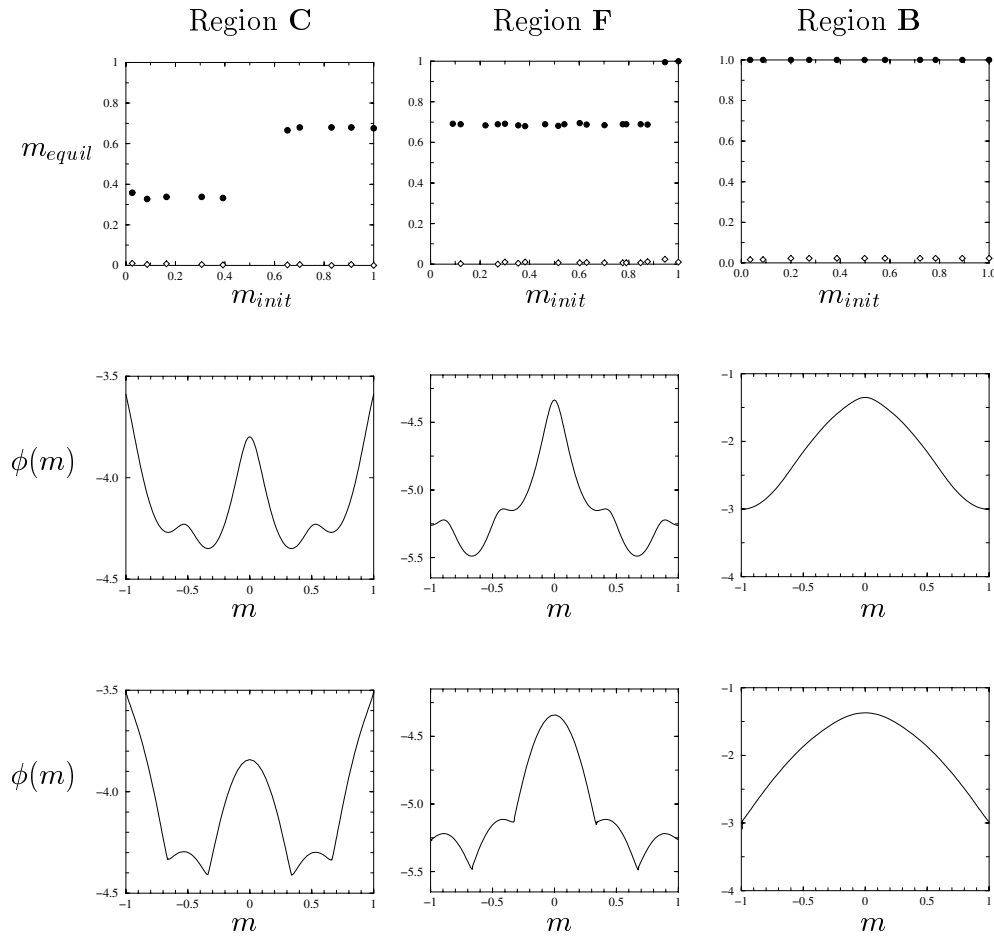 Region C Region F Region B
1 1 1.0
0.8 0.8 0.8
0.6 0.6 0.6
m_equil
0.4 0.4 0.4
0.2 0.2 0.2
0 0 0.0
0 0.2 0.4 0.6 0.8 1 0 0.2 0.4 0.6 0.8 1 0.0 0.2 0.4 0.6 0.8 1.0
m_init m_init m_init
−3.5 −1
−4.5 −2
ϕ(m) −4.0 −5.0 −3
−5.5
−4.5 −4
−1 −0.5 0 0.5 1 −1 −0.5 0 0.5 1 −1 −0.5 0 0.5 1
m m m
−3.5 −1
−4.5 −2
ϕ(m) −4.0 −5.0 −3
−5.5
−4.5 −4
−1 −0.5 0 0.5 1 −1 −0.5 0 0.5 1 −1 −0.5 0 0.5 1
m m m